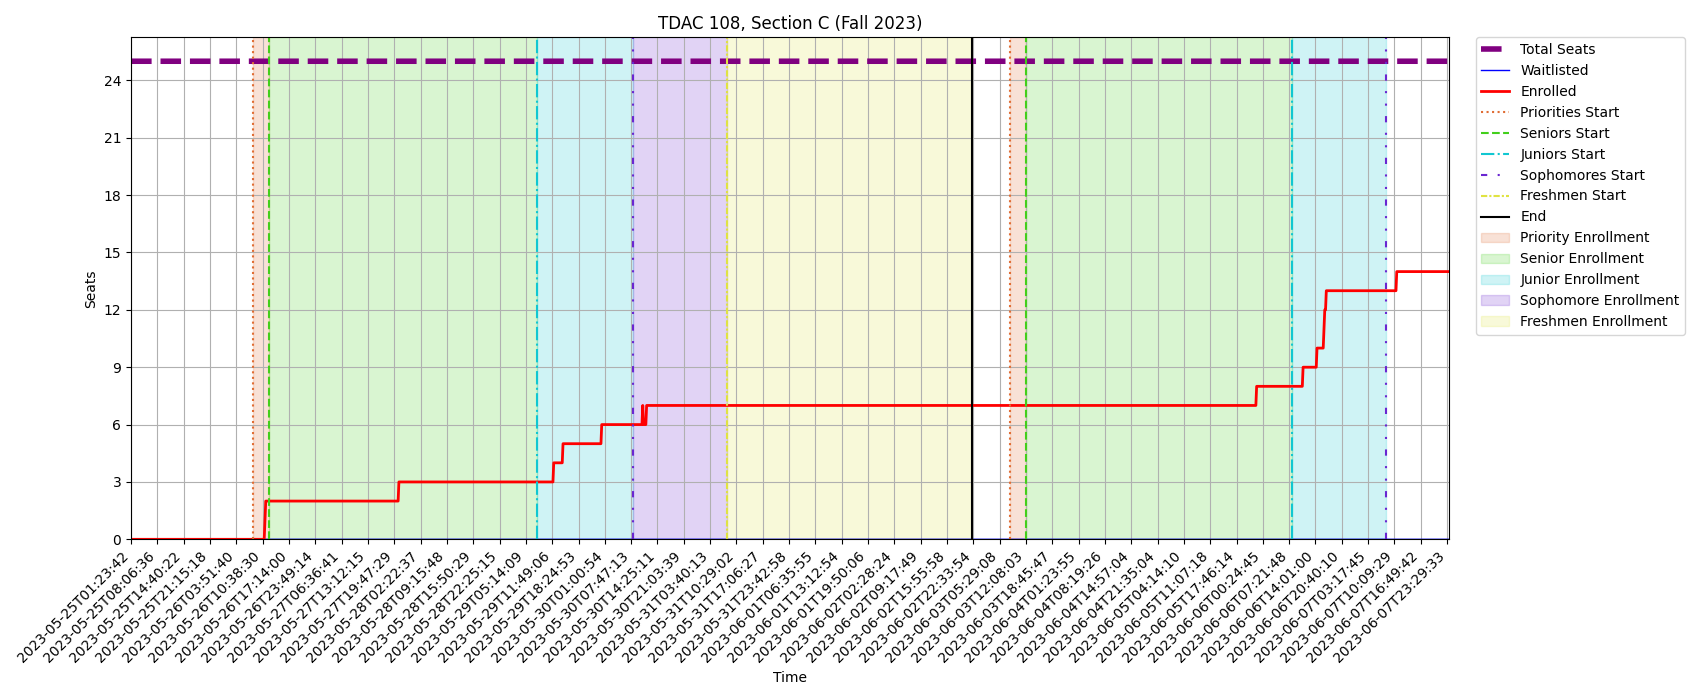 TDAC 108, Section C (Fall 2023)
Seats
24
21
18
15
12
9
6
3
0
2023-05-25T01:23:42
2023-05-25T08:06:36
2023-05-25T14:40:22
2023-05-25T21:15:18
2023-05-26T03:51:40
2023-05-26T10:38:30
2023-05-26T17:14:00
2023-05-26T23:49:14
2023-05-27T06:36:41
2023-05-27T13:12:15
2023-05-27T19:47:29
2023-05-28T02:22:37
2023-05-28T09:15:48
2023-05-28T15:50:29
2023-05-28T22:25:15
2023-05-29T05:14:09
2023-05-29T11:49:06
2023-05-29T18:24:53
2023-05-30T01:00:54
2023-05-30T07:47:13
2023-05-30T14:25:11
2023-05-30T21:03:39
2023-05-31T03:40:13
2023-05-31T10:29:02
2023-05-31T17:06:27
2023-05-31T23:42:58
2023-06-01T06:35:55
2023-06-01T13:12:54
2023-06-01T19:50:06
2023-06-02T02:28:24
2023-06-02T09:17:49
2023-06-02T15:55:58
2023-06-02T22:33:54
2023-06-03T05:29:08
2023-06-03T12:08:03
2023-06-03T18:45:47
2023-06-04T01:23:55
2023-06-04T08:19:26
2023-06-04T14:57:04
2023-06-04T21:35:04
2023-06-05T04:14:10
2023-06-05T11:07:18
2023-06-05T17:46:14
2023-06-06T00:24:45
2023-06-06T07:21:48
2023-06-06T14:01:00
2023-06-06T20:40:10
2023-06-07T03:17:45
2023-06-07T10:09:29
2023-06-07T16:49:42
2023-06-07T23:29:33
Time
Total Seats
Waitlisted
Enrolled
Priorities Start
Seniors Start
Juniors Start
Sophomores Start
Freshmen Start
End
Priority Enrollment
Senior Enrollment
Junior Enrollment
Sophomore Enrollment
Freshmen Enrollment